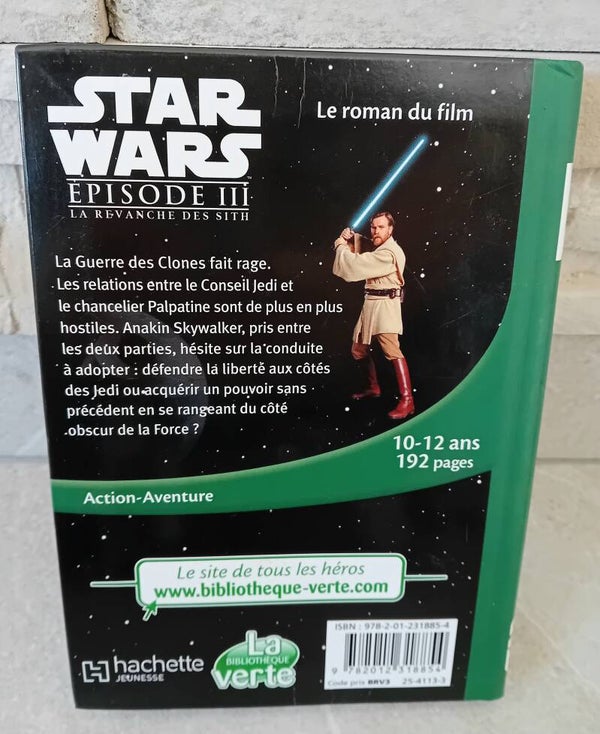 STAR
WARS
ÉPISODE III
LA REVANCHE DES SITH
Le roman du film
La Guerre des Clones fait rage.
Les relations entre le Conseil Jedi et
le chancelier Palpatine sont de plus en plus
hostiles. Anakin Skywalker, pris entre
les deux parties, hésite sur la conduite
à adopter : défendre la liberté aux côtés
des Jedi ou acquérir un pouvoir sans
précédent en se rangeant du côté
obscur de la Force ?
10-12 ans
192 pages
Action-Aventure
Le site de tous les héros
www.bibliotheque-verte.com
hachette
JEUNESSE
La
BIBLIOTHÈQUE
verte
ISBN : 978-2-01-231885-4
9 782012 318854
Code prix BRV3 25-4113-3